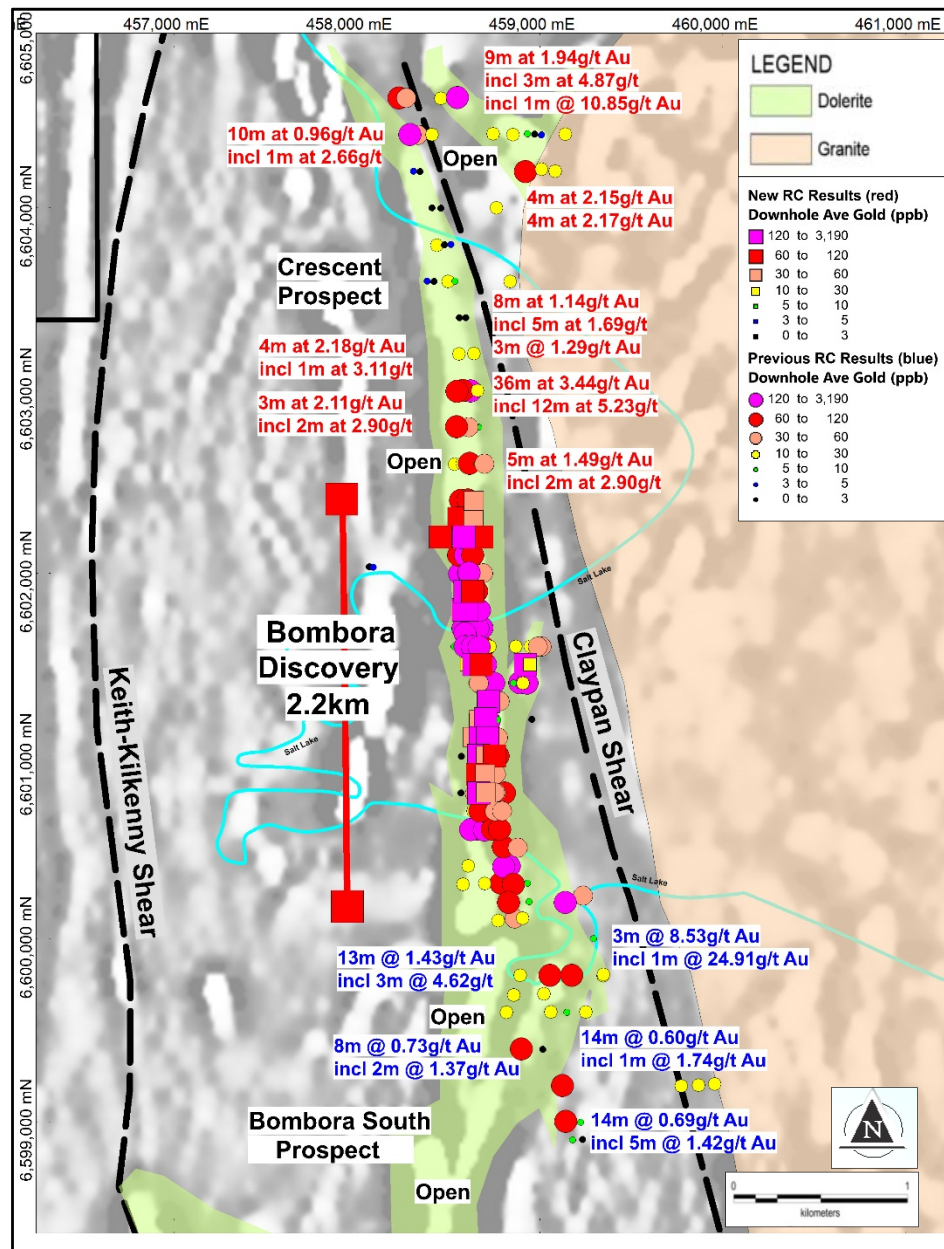 mE
457,000 mE
458,000 mE
459,000 mE
460,000 mE
461,000 mE
6,605,000
6,604,000 mN
6,603,000 mN
6,602,000 mN
6,601,000 mN
6,600,000 mN
6,599,000 mN
9m at 1.94g/t Au
incl 3m at 4.87g/t
incl 1m @ 10.85g/t Au
10m at 0.96g/t Au
incl 1m at 2.66g/t
Open
4m at 2.15g/t Au
4m at 2.17g/t Au
Crescent
Prospect
8m at 1.14g/t Au
incl 5m at 1.69g/t
3m @ 1.29g/t Au
4m at 2.18g/t Au
incl 1m at 3.11g/t
36m at 3.44g/t Au
incl 12m at 5.23g/t
3m at 2.11g/t Au
incl 2m at 2.90g/t
Open
5m at 1.49g/t Au
incl 2m at 2.90g/t
Salt Lake
Bombora
Discovery
2.2km
Keith-Kilkenny Shear
Claypan Shear
Salt Lake
Salt Lake
3m @ 8.53g/t Au
incl 1m @ 24.91g/t Au
13m @ 1.43g/t Au
incl 3m @ 4.62g/t
Open
8m @ 0.73g/t Au
incl 2m @ 1.37g/t Au
14m @ 0.60g/t Au
incl 1m @ 1.74g/t Au
14m @ 0.69g/t Au
incl 5m @ 1.42g/t Au
Bombora South
Prospect
Open
LEGEND
Dolerite
Granite
New RC Results (red)
Downhole Ave Gold (ppb)
120 to 3,190
60 to 120
30 to 60
10 to 30
5 to 10
3 to 5
0 to 3
Previous RC Results (blue)
Downhole Ave Gold (ppb)
120 to 3,190
60 to 120
30 to 60
10 to 30
5 to 10
3 to 5
0 to 3
N
0 1
kilometers